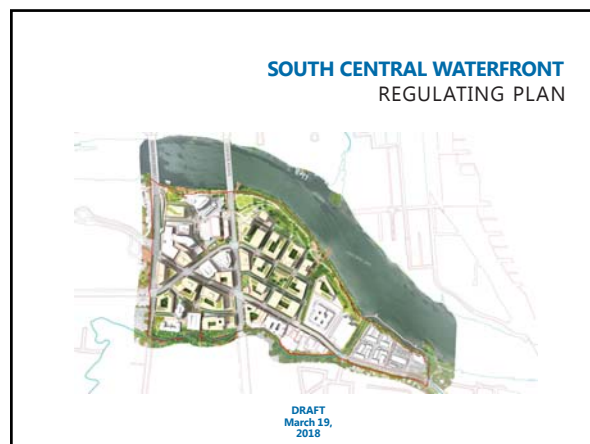 SOUTH CENTRAL WATERFRONT
REGULATING PLAN
DRAFT
March 19,
2018